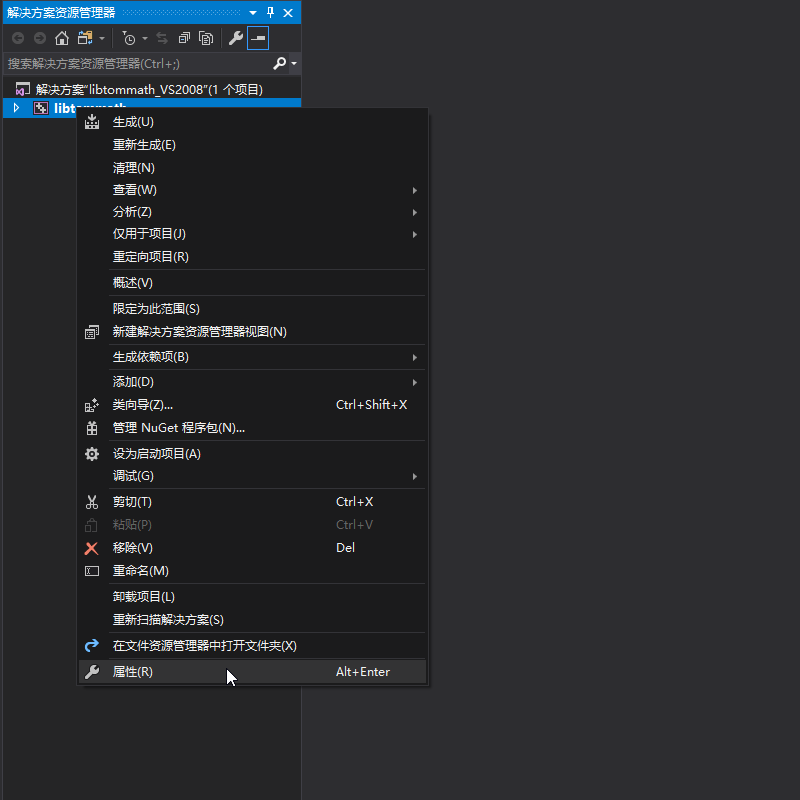 解决方案资源管理器
搜索解决方案资源管理器(Ctrl+;)
解决方案"libtommath_VS2008"(1 个项目)
libtommath
生成(U)
重新生成(E)
清理(N)
查看(W)
分析(Z)
仅用于项目(J)
重定向项目(R)
概述(V)
限定为此范围(S)
新建解决方案资源管理器视图(N)
生成依赖项(B)
添加(D)
类向导(Z)... Ctrl+Shift+X
管理 NuGet 程序包(N)...
设为启动项目(A)
调试(G)
剪切(T) Ctrl+X
粘贴(P) Ctrl+V
移除(V) Del
重命名(M)
卸载项目(L)
重新扫描解决方案(S)
在文件资源管理器中打开文件夹(X)
属性(R) Alt+Enter